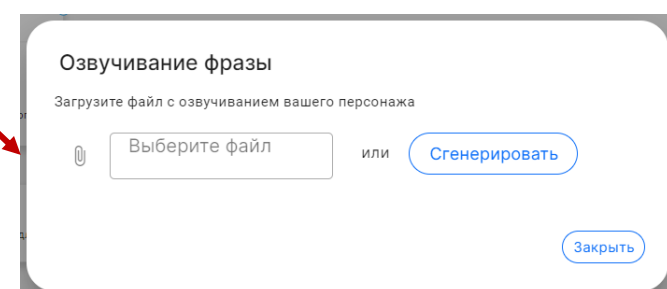 Озвучивание фразы
Загрузите файл с озвучиванием вашего персонажа
Выберите файл или Сгенерировать
Закрыть